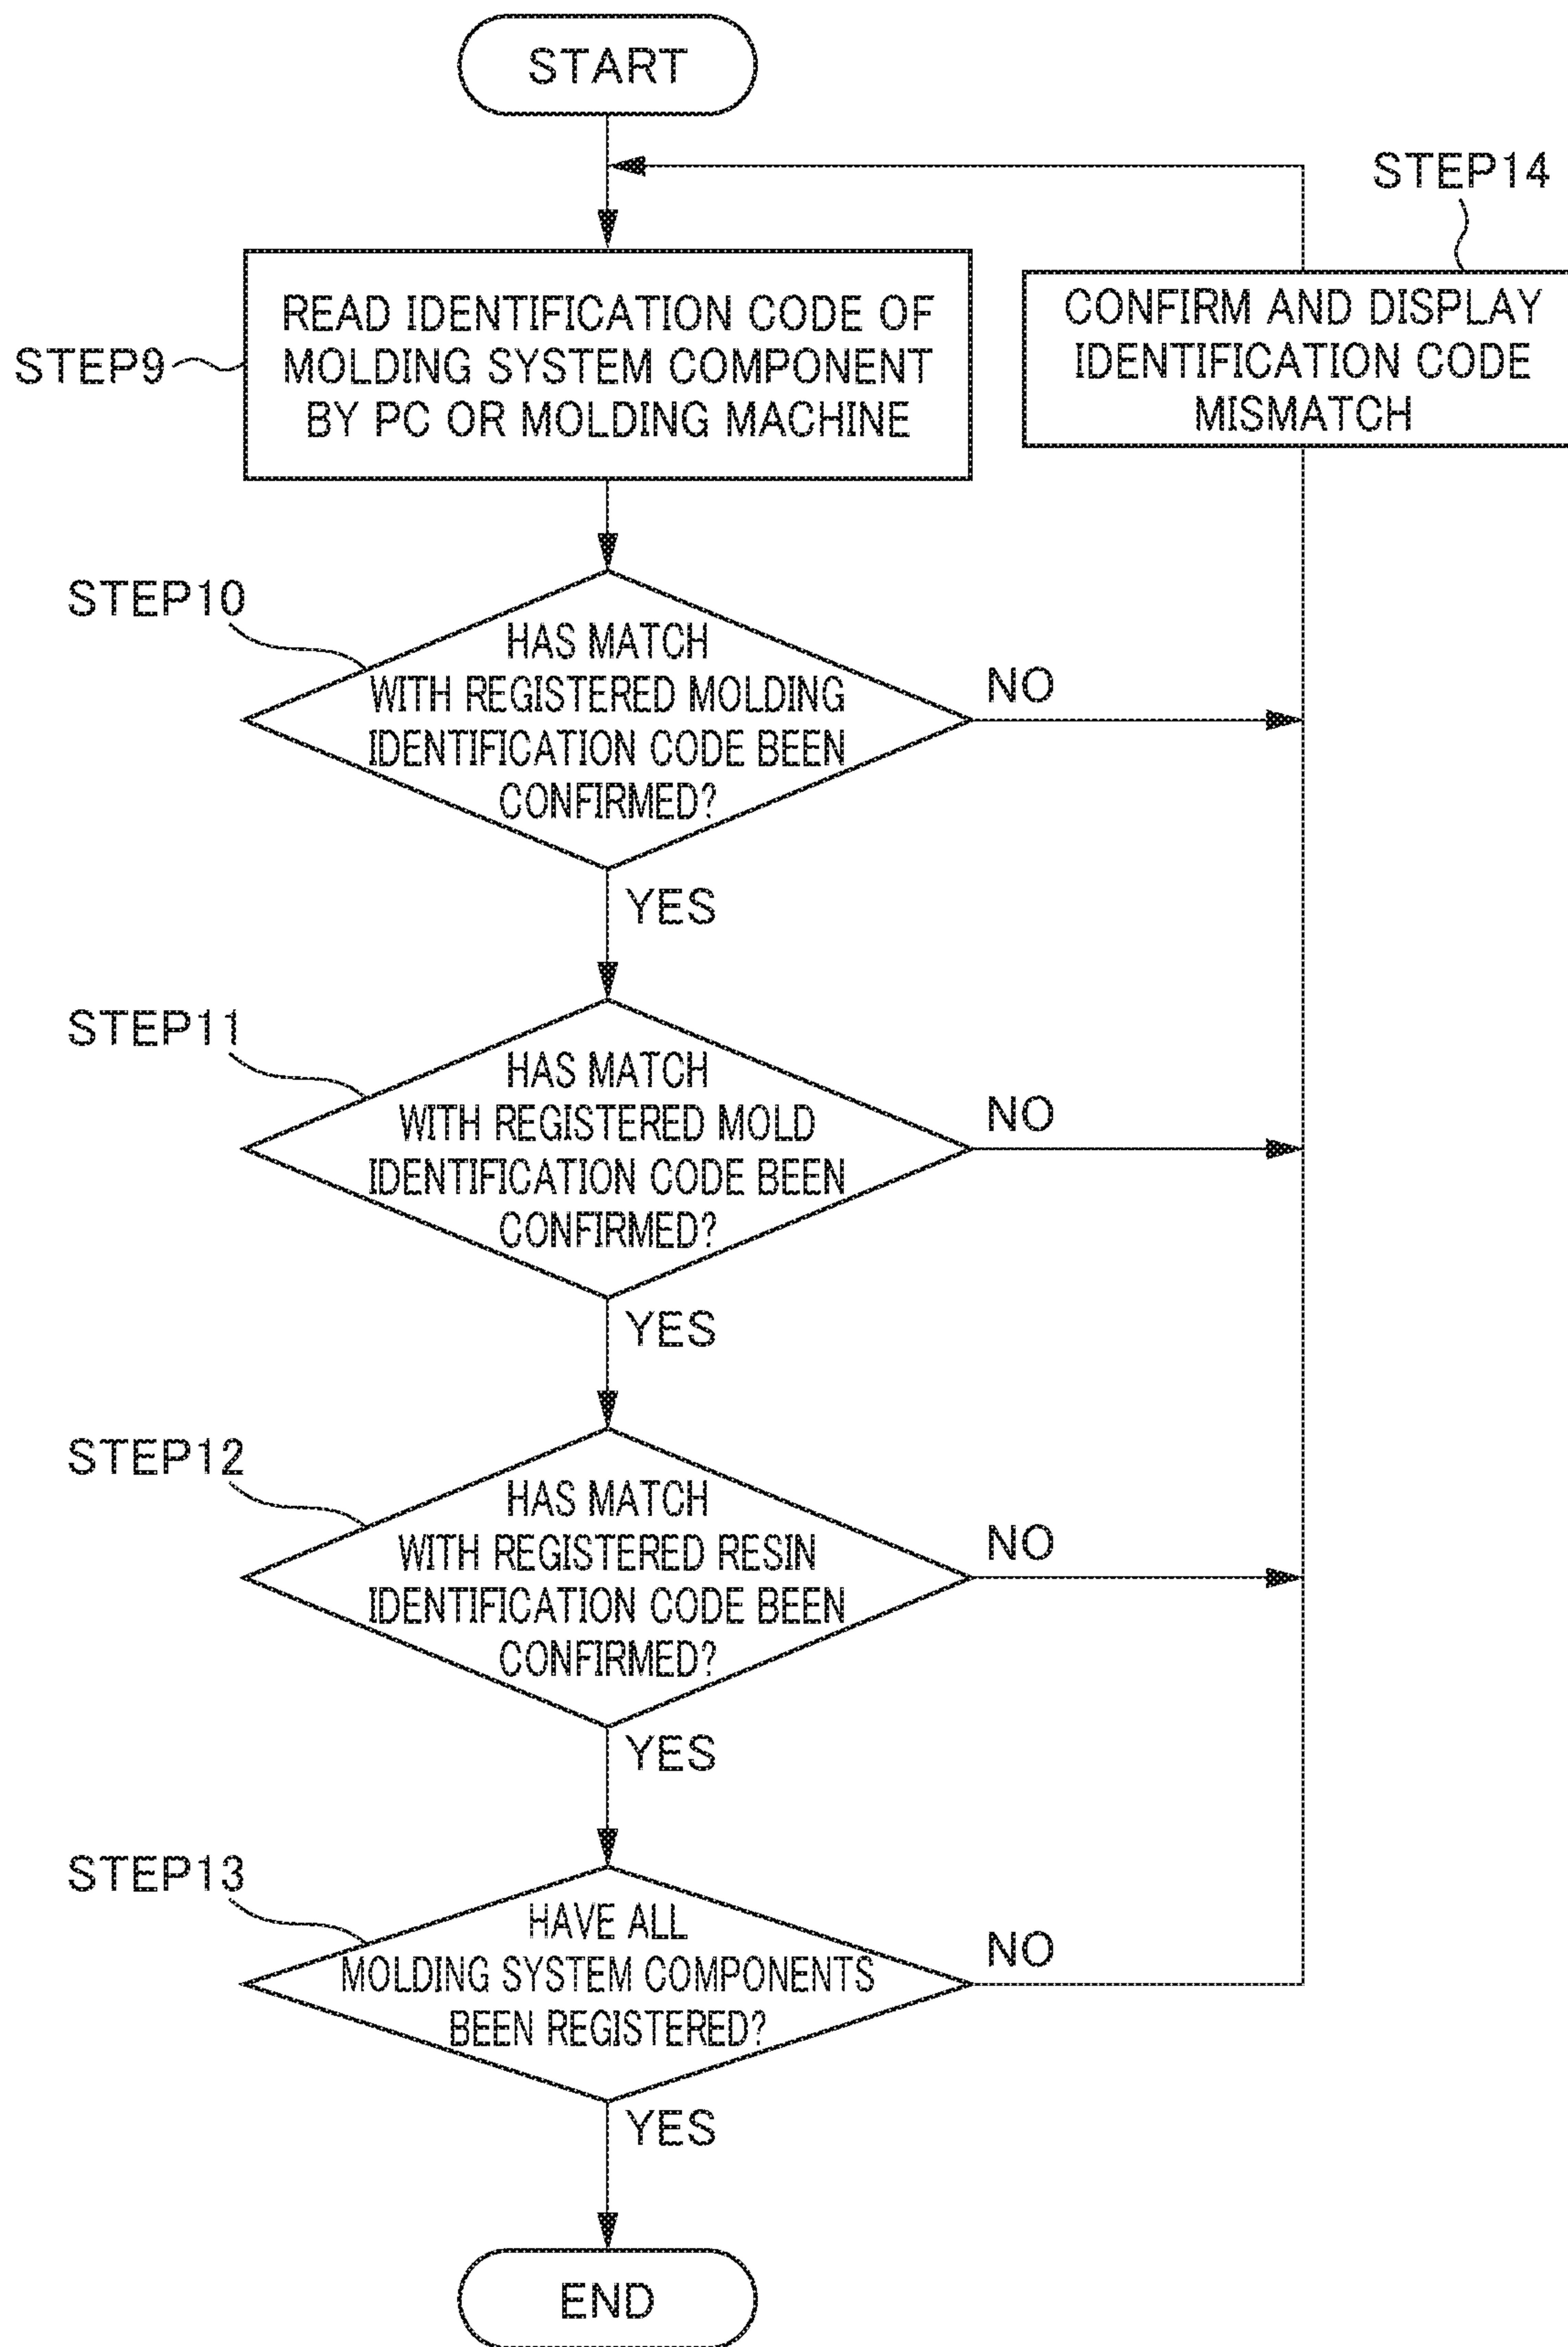 START
STEP14
STEP9
READ IDENTIFICATION CODE OF
MOLDING SYSTEM COMPONENT
BY PC OR MOLDING MACHINE
CONFIRM AND DISPLAY
IDENTIFICATION CODE
MISMATCH
STEP10
HAS MATCH
WITH REGISTERED MOLDING
IDENTIFICATION CODE BEEN
CONFIRMED?
NO
YES
STEP11
HAS MATCH
WITH REGISTERED MOLD
IDENTIFICATION CODE BEEN
CONFIRMED?
NO
YES
STEP12
HAS MATCH
WITH REGISTERED RESIN
IDENTIFICATION CODE BEEN
CONFIRMED?
NO
YES
STEP13
HAVE ALL
MOLDING SYSTEM COMPONENTS
BEEN REGISTERED?
NO
YES
END